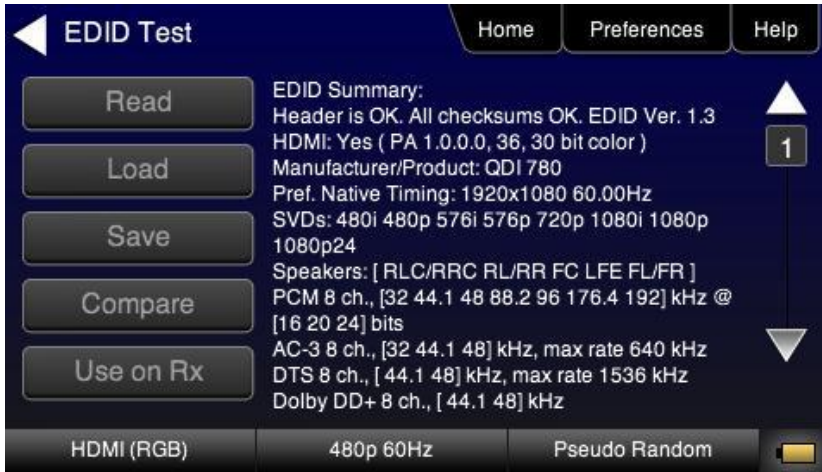 EDID Test
Home
Preferences
Help
Read
Load
Save
Compare
Use on Rx
EDID Summary:
Header is OK. All checksums OK. EDID Ver. 1.3
HDMI: Yes ( PA 1.0.0.0, 36, 30 bit color )
Manufacturer/Product: QDI 780
Pref. Native Timing: 1920x1080 60.00Hz
SVDs: 480i 480p 576i 576p 720p 1080i 1080p
1080p24
Speakers: [ RLC/RRC RL/RR FC LFE FL/FR ]
PCM 8 ch., [32 44.1 48 88.2 96 176.4 192] kHz @
[16 20 24] bits
AC-3 8 ch., [32 44.1 48] kHz, max rate 640 kHz
DTS 8 ch., [ 44.1 48] kHz, max rate 1536 kHz
Dolby DD+ 8 ch., [ 44.1 48] kHz
1
HDMI (RGB)
480p 60Hz
Pseudo Random